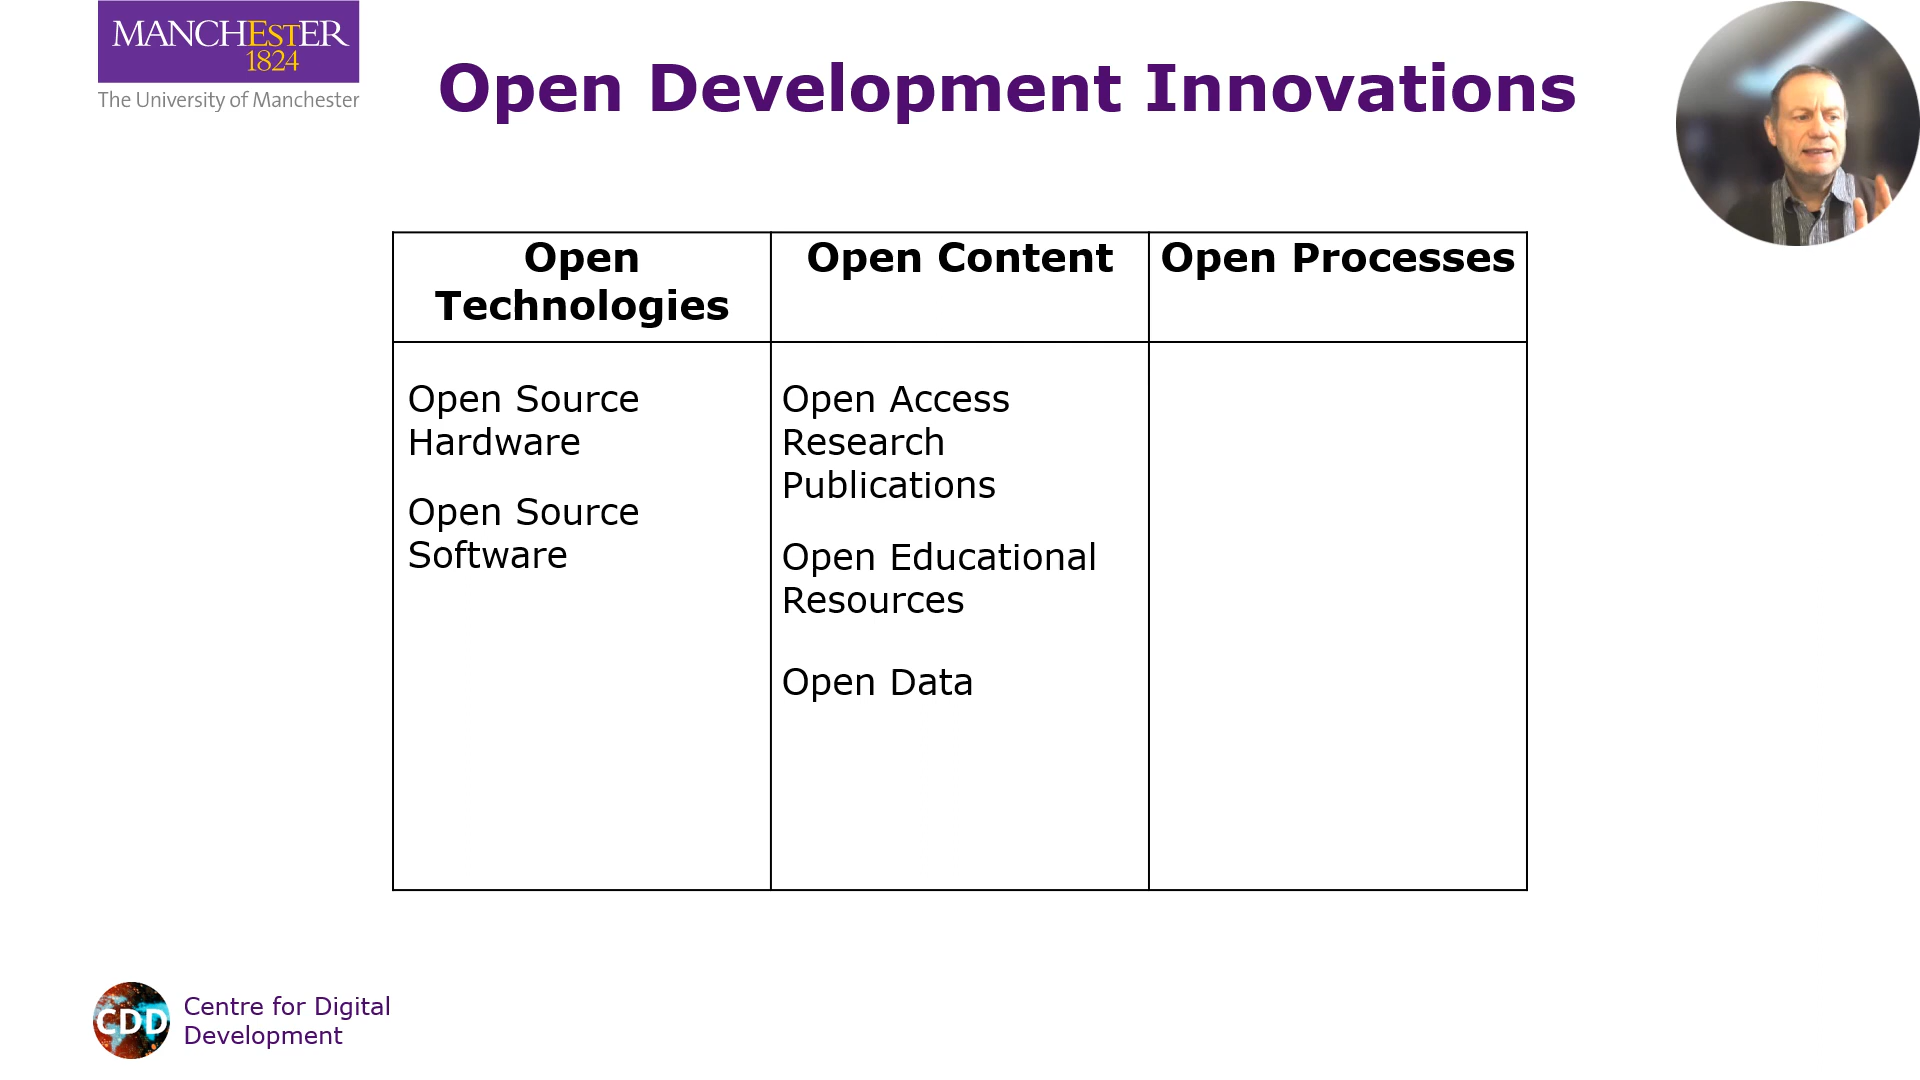 MANCHESTER
1824
The University of Manchester
Open Development Innovations
Open
Technologies
Open Content
Open Processes
Open Source
Hardware
Open Source
Software
Open Access
Research
Publications
Open Educational
Resources
Open Data
CDD
Centre for Digital
Development